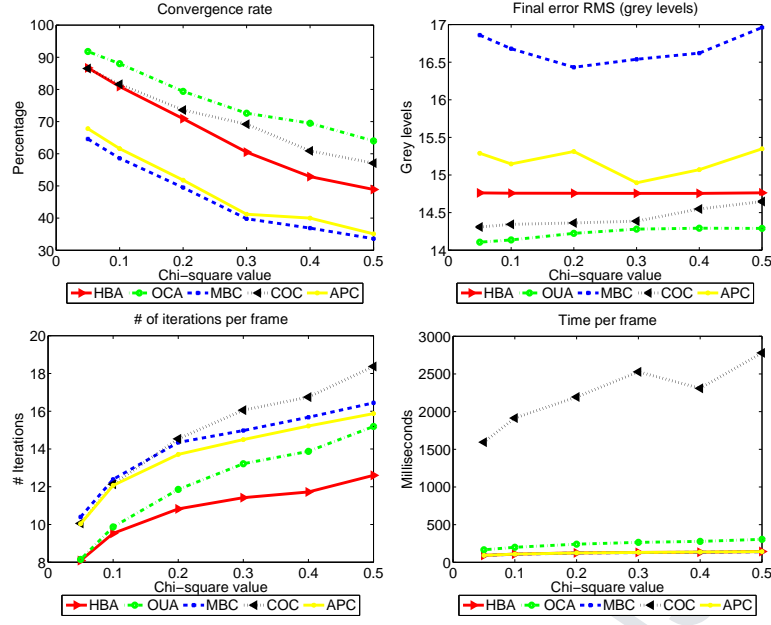 Convergence rate
100
90
80
70
60
50
40
30
Percentage
0 0.1 0.2 0.3 0.4 0.5
Chi-square value
HBA OCA MBC COC APC
Final error RMS (grey levels)
17
16.5
16
15.5
15
14.5
14
Grey levels
0 0.1 0.2 0.3 0.4 0.5
Chi-square value
HBA OUA MBC COC APC
# of iterations per frame
20
18
16
14
12
10
8
# Iterations
0 0.1 0.2 0.3 0.4 0.5
Chi-square value
HBA OUA MBC COC APC
Time per frame
3000
2500
2000
1500
1000
500
0
Milliseconds
0 0.1 0.2 0.3 0.4 0.5
Chi-square value
HBA OCA MBC COC APC